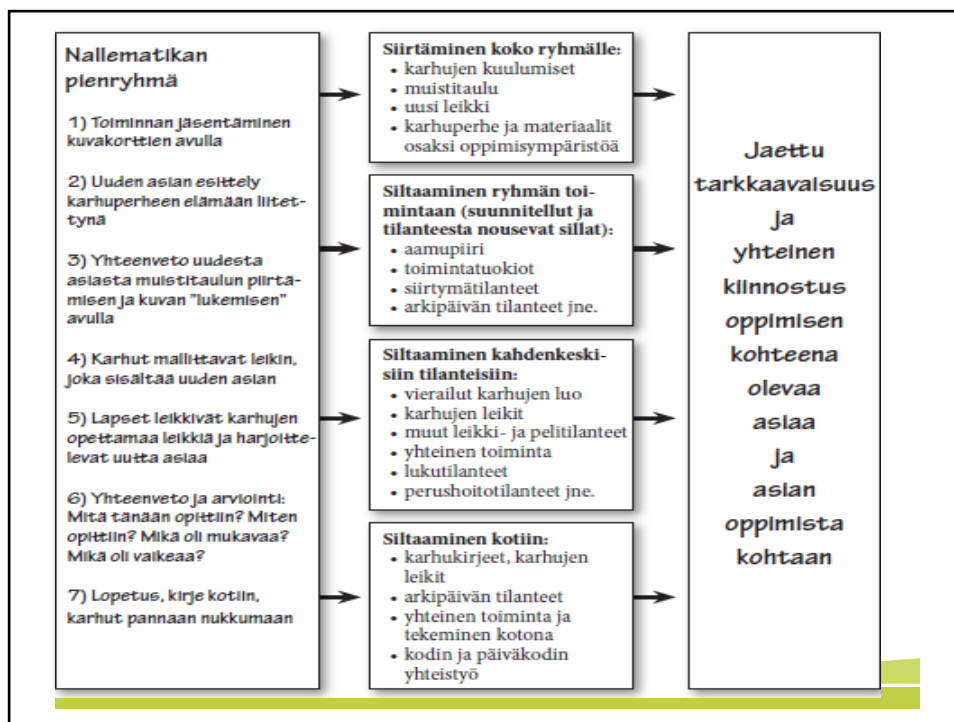 Nallematikan
pienryhmä
1) Toiminnan jäsentäminen
kuvakorttien avulla
2) Uuden asian esittely
karhuperheen elämään liitet-
tynä
3) Yhteenveto uudesta
asiasta muistitaulun piirtä-
misen ja kuvan "lukemisen"
avulla
4) Karhut mallittavat leikin,
joka sisältää uuden asian
5) Lapset leikkivät karhujen
opettamaa leikkiä ja harjoitte-
levat uutta asiaa
6) Yhteenveto ja arviointi:
Mitä tänään opittiin? Miten
opittiin? Mikä oli mukavaa?
Mikä oli vaikeaa?
7) Lopetus, kirje kotiin,
karhut pannaan nukkumaan
Siirtäminen koko ryhmälle:
• karhujen kuulumiset
• muistitaulu
• uusi leikki
• karhuperhe ja materiaalit
osaksi oppimisympäristöä
Siltaaminen ryhmän toi-
mintaan (suunnitellut ja
tilanteesta nousevat sillat):
• aamupiiri
• toimintatuokiot
• siirtymätilanteet
• arkipäivän tilanteet jne.
Siltaaminen kahdenkeski-
siin tilanteisiin:
• vierailut karhujen luo
• karhujen leikit
• muut leikki- ja pelitilanteet
• yhteinen toiminta
• lukutilanteet
• perushoitotilanteet jne.
Siltaaminen kotiin:
• karhukirjeet, karhujen
leikit
• arkipäivän tilanteet
• yhteinen toiminta ja
tekeminen kotona
• kodin ja päiväkodin
yhteistyö
Jaettu
tarkkaavaisuus
ja
yhteinen
kiinnostus
oppimisen
kohteena
olevaa
asiaa
ja
asian
oppimista
kohtaan